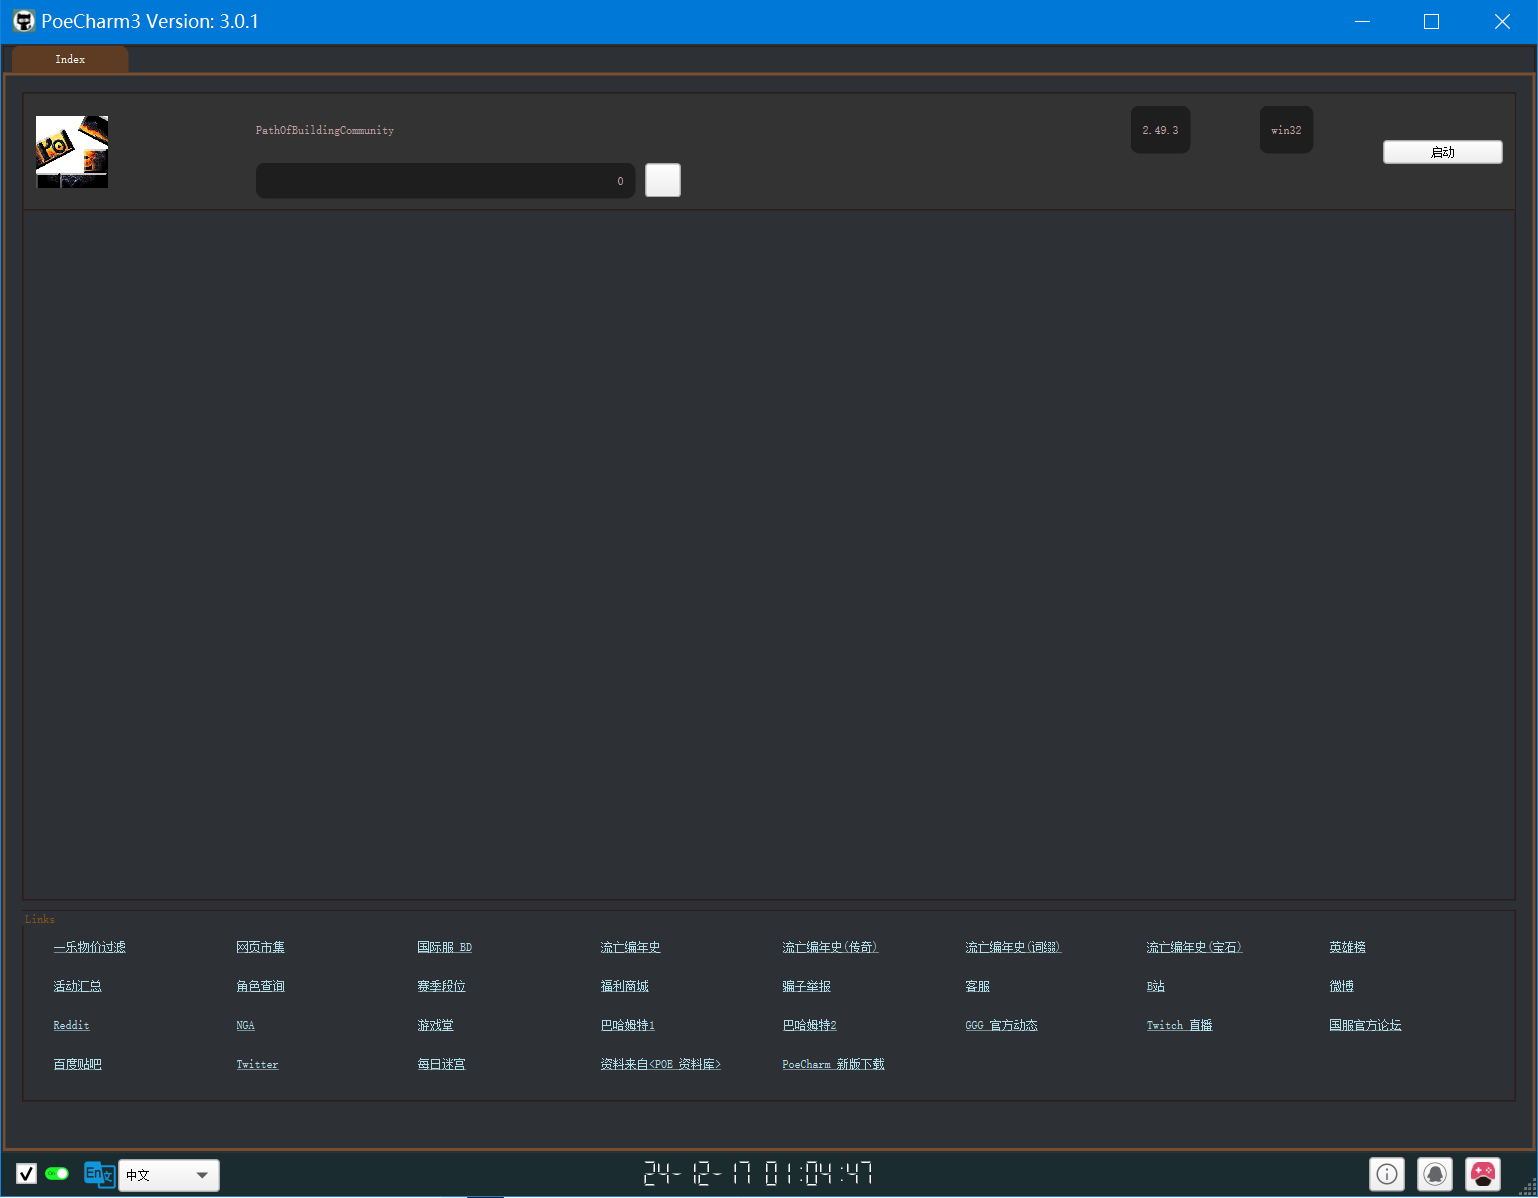 PoeCharm3 Version: 3.0.1
Index
PathOfBuildingCommunity
2.49.3
win32
启动
0
Links
一乐物价过滤
网页市集
国际服 BD
流亡编年史
流亡编年史(传奇)
流亡编年史(词缀)
流亡编年史(宝石)
英雄榜
活动汇总
角色查询
赛季段位
福利商城
骗子举报
客服
B站
微博
Reddit
NGA
游戏堂
巴哈姆特1
巴哈姆特2
GGG 官方动态
Twitch 直播
国服官方论坛
百度贴吧
Twitter
每日迷宫
资料来自<POE 资料库>
PoeCharm 新版下载
ON
En文
中文
24-12-17 01:04:47